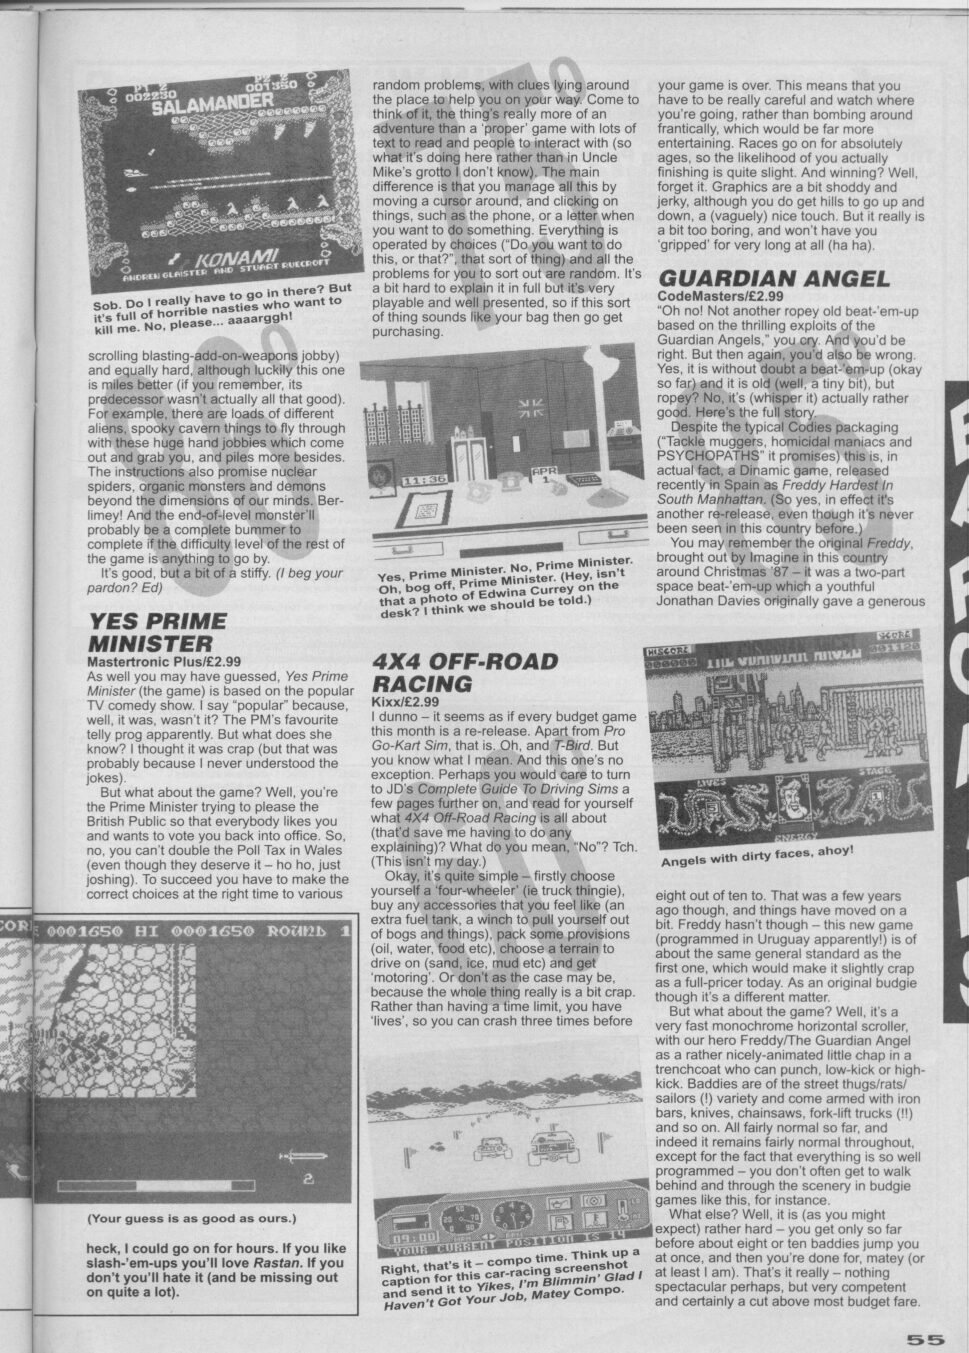 P1
P2
002230
001350
SALAMANDER
KONAMI
ANDREW GLAISTER AND STUART RUECROFT
Sob. Do I really have to go in there? But
it's full of horrible nasties who want to
kill me. No, please... aaaarggh!
scrolling blasting-add-on-weapons jobby)
and equally hard, although luckily this one
is miles better (if you remember, its
predecessor wasn't actually all that good).
For example, there are loads of different
aliens, spooky cavern things to fly through
with these huge hand jobbies which come
out and grab you, and piles more besides.
The instructions also promise nuclear
spiders, organic monsters and demons
beyond the dimensions of our minds. Ber-
limey! And the end-of-level monster'll
probably be a complete bummer to
complete if the difficulty level of the rest of
the game is anything to go by.
It's good, but a bit of a stiffy. (I beg your
pardon? Ed)
YES PRIME
MINISTER
Mastertronic Plus/£2.99
As well you may have guessed, Yes Prime
Minister (the game) is based on the popular
TV comedy show. I say "popular" because,
well, it was, wasn't it? The PM's favourite
telly prog apparently. But what does she
know? I thought it was crap (but that was
probably because I never understood the
jokes).
But what about the game? Well, you're
the Prime Minister trying to please the
British Public so that everybody likes you
and wants to vote you back into office. So,
no, you can't double the Poll Tax in Wales
(even though they deserve it – ho ho, just
joshing). To succeed you have to make the
correct choices at the right time to various
CORE 0001650 HI 0001650 ROUND 1
2
(Your guess is as good as ours.)
heck, I could go on for hours. If you like
slash-'em-ups you'll love Rastan. If you
don't you'll hate it (and be missing out
on quite a lot).
random problems, with clues lying around
the place to help you on your way. Come to
think of it, the thing's really more of an
adventure than a 'proper' game with lots of
text to read and people to interact with (so
what it's doing here rather than in Uncle
Mike's grotto I don't know). The main
difference is that you manage all this by
moving a cursor around, and clicking on
things, such as the phone, or a letter when
you want to do something. Everything is
operated by choices ("Do you want to do
this, or that?", that sort of thing) and all the
problems for you to sort out are random. It's
a bit hard to explain it in full but it's very
playable and well presented, so if this sort
of thing sounds like your bag then go get
purchasing.
75°
11:36
APR
1
Yes, Prime Minister. No, Prime Minister.
Oh, bog off, Prime Minister. (Hey, isn't
that a photo of Edwina Currey on the
desk? I think we should be told.)
4X4 OFF-ROAD
RACING
Kixx/£2.99
I dunno – it seems as if every budget game
this month is a re-release. Apart from Pro
Go-Kart Sim, that is. Oh, and T-Bird. But
you know what I mean. And this one's no
exception. Perhaps you would care to turn
to JD's Complete Guide To Driving Sims a
few pages further on, and read for yourself
what 4X4 Off-Road Racing is all about
(that'd save me having to do any
explaining)? What do you mean, "No"? Tch.
(This isn't my day.)
Okay, it's quite simple – firstly choose
yourself a 'four-wheeler' (ie truck thingie),
buy any accessories that you feel like (an
extra fuel tank, a winch to pull yourself out
of bogs and things), pack some provisions
(oil, water, food etc), choose a terrain to
drive on (sand, ice, mud etc) and get
'motoring'. Or don't as the case may be,
because the whole thing really is a bit crap.
Rather than having a time limit, you have
'lives', so you can crash three times before
09:00
YOUR CURRENT POSITION IS 14
Right, that's it – compo time. Think up a
caption for this car-racing screenshot
and send it to Yikes, I'm Blimmin' Glad I
Haven't Got Your Job, Matey Compo.
your game is over. This means that you
have to be really careful and watch where
you're going, rather than bombing around
frantically, which would be far more
entertaining. Races go on for absolutely
ages, so the likelihood of you actually
finishing is quite slight. And winning? Well,
forget it. Graphics are a bit shoddy and
jerky, although you do get hills to go up and
down, a (vaguely) nice touch. But it really is
a bit too boring, and won't have you
'gripped' for very long at all (ha ha).
GUARDIAN ANGEL
CodeMasters/£2.99
"Oh no! Not another ropey old beat-'em-up
based on the thrilling exploits of the
Guardian Angels," you cry. And you'd be
right. But then again, you'd also be wrong.
Yes, it is without doubt a beat-'em-up (okay
so far) and it is old (well, a tiny bit), but
ropey? No, it's (whisper it) actually rather
good. Here's the full story.
Despite the typical Codies packaging
("Tackle muggers, homicidal maniacs and
PSYCHOPATHS" it promises) this is, in
actual fact, a Dinamic game, released
recently in Spain as Freddy Hardest In
South Manhattan. (So yes, in effect it's
another re-release, even though it's never
been seen in this country before.)
You may remember the original Freddy,
brought out by Imagine in this country
around Christmas '87 – it was a two-part
space beat-'em-up which a youthful
Jonathan Davies originally gave a generous
HISCORE
000000
THE GUARDIAN ANGEL
SCORE
001120
LIVES
STAGE
ENERGY
Angels with dirty faces, ahoy!
eight out of ten to. That was a few years
ago though, and things have moved on a
bit. Freddy hasn't though – this new game
(programmed in Uruguay apparently!) is of
about the same general standard as the
first one, which would make it slightly crap
as a full-pricer today. As an original budgie
though it's a different matter.
But what about the game? Well, it's a
very fast monochrome horizontal scroller,
with our hero Freddy/The Guardian Angel
as a rather nicely-animated little chap in a
trenchcoat who can punch, low-kick or high-
kick. Baddies are of the street thugs/rats/
sailors (!) variety and come armed with iron
bars, knives, chainsaws, fork-lift trucks (!!)
and so on. All fairly normal so far, and
indeed it remains fairly normal throughout,
except for the fact that everything is so well
programmed – you don't often get to walk
behind and through the scenery in budgie
games like this, for instance.
What else? Well, it is (as you might
expect) rather hard – you get only so far
before about eight or ten baddies jump you
at once, and then you're done for, matey (or
at least I am). That's it really – nothing
spectacular perhaps, but very competent
and certainly a cut above most budget fare.
55